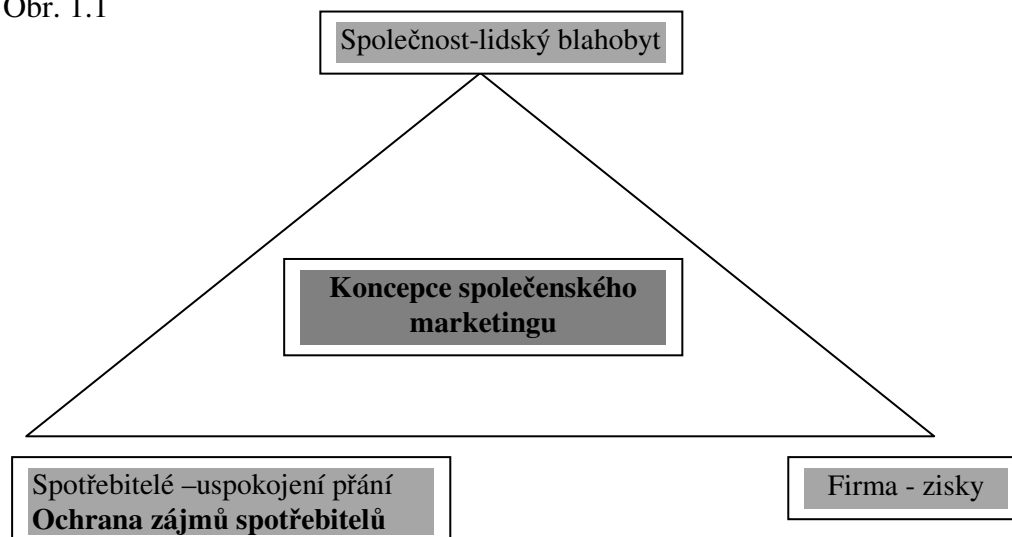 Obr. 1.1
Společnost-lidský blahobyt
Koncepce společenského
marketingu
Spotřebitelé –uspokojení přání
Ochrana zájmů spotřebitelů
Firma - zisky